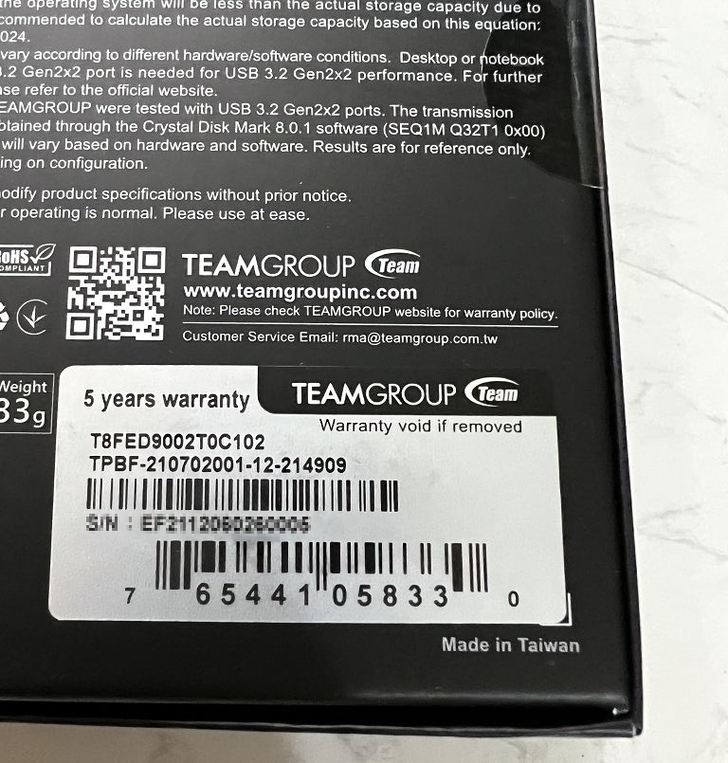 the operating system will be less than the actual storage capacity due to
commended to calculate the actual storage capacity based on this equation:
024.
vary according to different hardware/software conditions. Desktop or notebook
.2 Gen2x2 port is needed for USB 3.2 Gen2x2 performance. For further
se refer to the official website.
EAMGROUP were tested with USB 3.2 Gen2x2 ports. The transmission
btained through the Crystal Disk Mark 8.0.1 software (SEQ1M Q32T1 0x00)
will vary based on hardware and software. Results are for reference only.
ing on configuration.
odify product specifications without prior notice.
r operating is normal. Please use at ease.
RoHS
COMPLIANT
TEAMGROUP Team
www.teamgroupinc.com
Note: Please check TEAMGROUP website for warranty policy.
Customer Service Email: rma@teamgroup.com.tw
Weight
33g
5 years warranty
TEAMGROUP Team
Warranty void if removed
T8FED9002T0C102
TPBF-210702001-12-214909
S/N :
7 65441 05833 0
Made in Taiwan